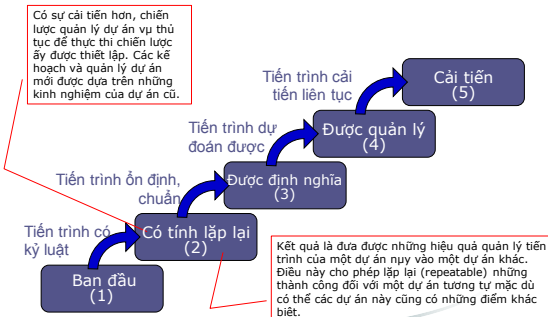 Có sự cải tiến hơn, chiến
lược quản lý dự án vụ thủ
tục để thực thi chiến lược
ấy được thiết lập. Các kế
hoạch và quản lý dự án
mới được dựa trên những
kinh nghiệm của dự án cũ.
Tiến trình cải
tiến liên tục
Cải tiến
(5)
Tiến trình dự
đoán được
Được quản lý
(4)
Tiến trình ổn định,
chuẩn
Được định nghĩa
(3)
Tiến trình có
kỷ luật
Có tính lặp lại
(2)
Ban đầu
(1)
Kết quả là đưa được những hiệu quả quản lý tiến
trình của một dự án nụy vào một dự án khác.
Điều này cho phép lặp lại (repeatable) những
thành công đối với một dự án tương tự mặc dù
có thể các dự án này cũng có những điểm khác
biệt.